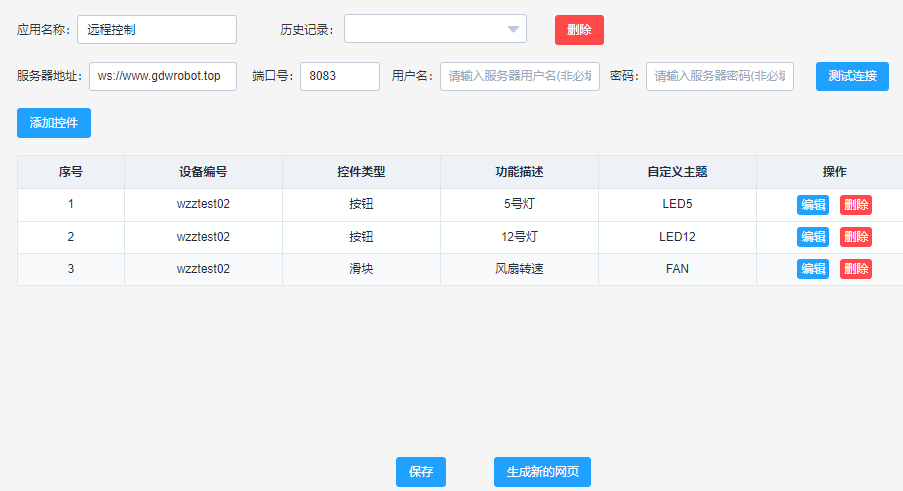 应用名称： 远程控制 历史记录： 删除
服务器地址： ws://www.gdwrobot.top 端口号： 8083 用户名： 请输入服务器用户名(非必填 密码： 请输入服务器密码(非必填 测试连接
添加控件
序号 设备编号 控件类型 功能描述 自定义主题 操作
1 wzztest02 按钮 5号灯 LED5 编辑 删除
2 wzztest02 按钮 12号灯 LED12 编辑 删除
3 wzztest02 滑块 风扇转速 FAN 编辑 删除
保存 生成新的网页